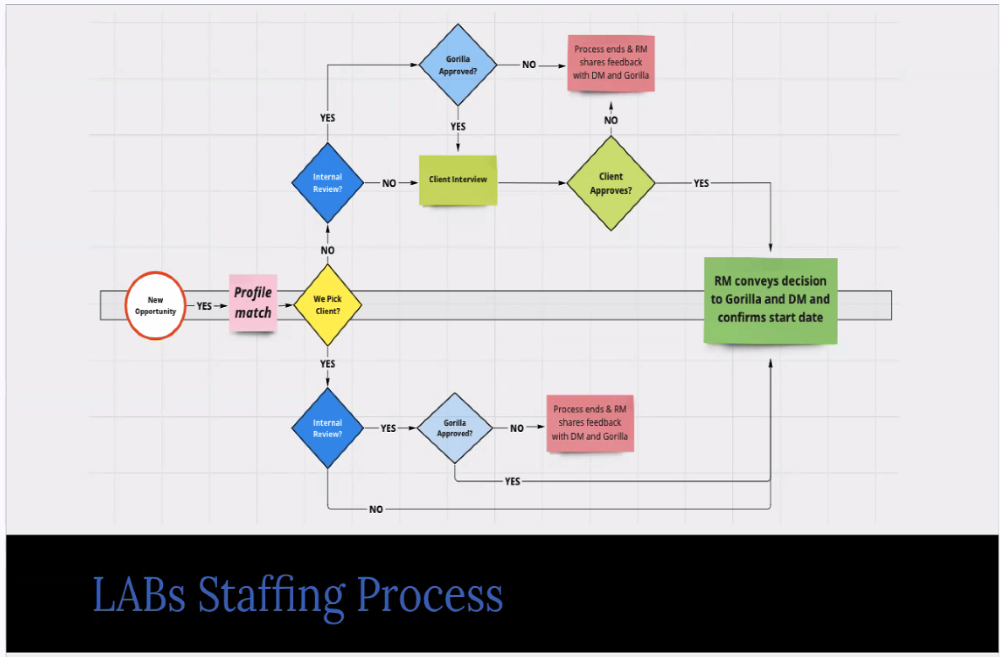 Gorilla
Approved?
NO
Process ends & RM
shares feedback
with DM and Gorilla
YES
YES
NO
Internal
Review?
NO
Client Interview
Client
Approves?
YES
NO
New
Opportunity
YES
Profile
match
We Pick
Client?
RM conveys decision
to Gorilla and DM and
confirms start date
YES
Internal
Review?
YES
Gorilla
Approved?
NO
Process ends & RM
shares feedback
with DM and Gorilla
YES
NO
LABs Staffing Process